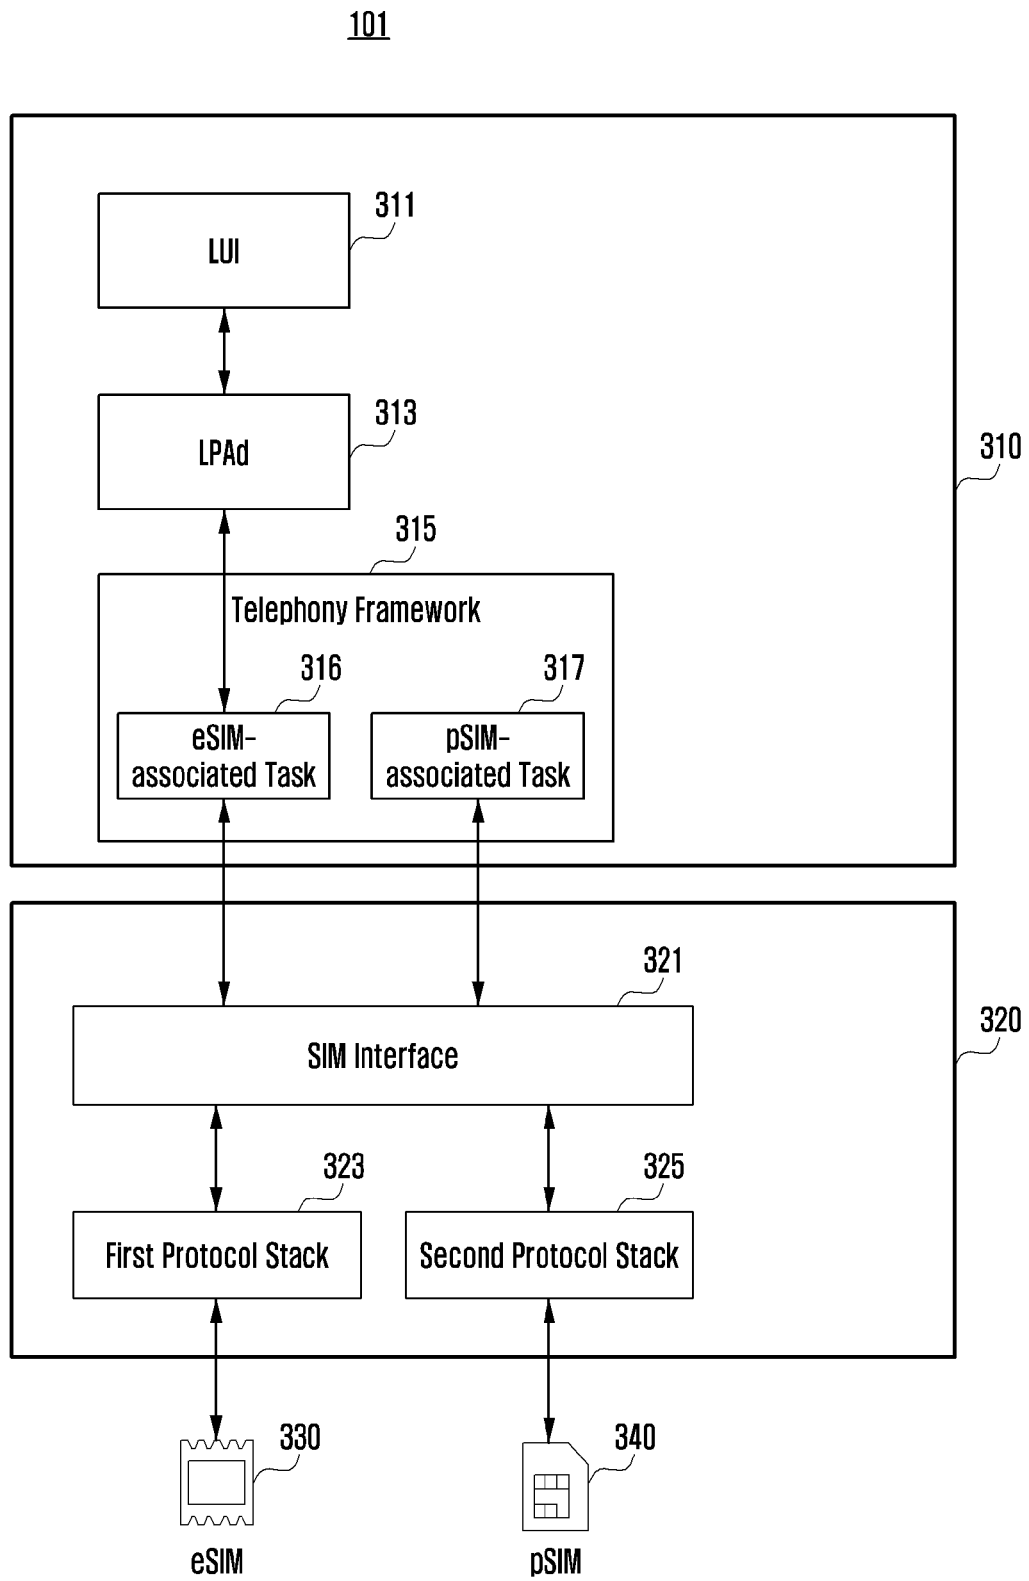 101
311
LUI
313
LPAd
310
315
Telephony Framework
316
317
eSIM-
associated Task
pSIM-
associated Task
321
320
SIM Interface
323
325
First Protocol Stack
Second Protocol Stack
330
340
eSIM
pSIM